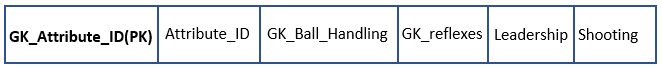 GK_Attribute_ID(PK) Attribute_ID GK_Ball_Handling GK_reflexes Leadership Shooting